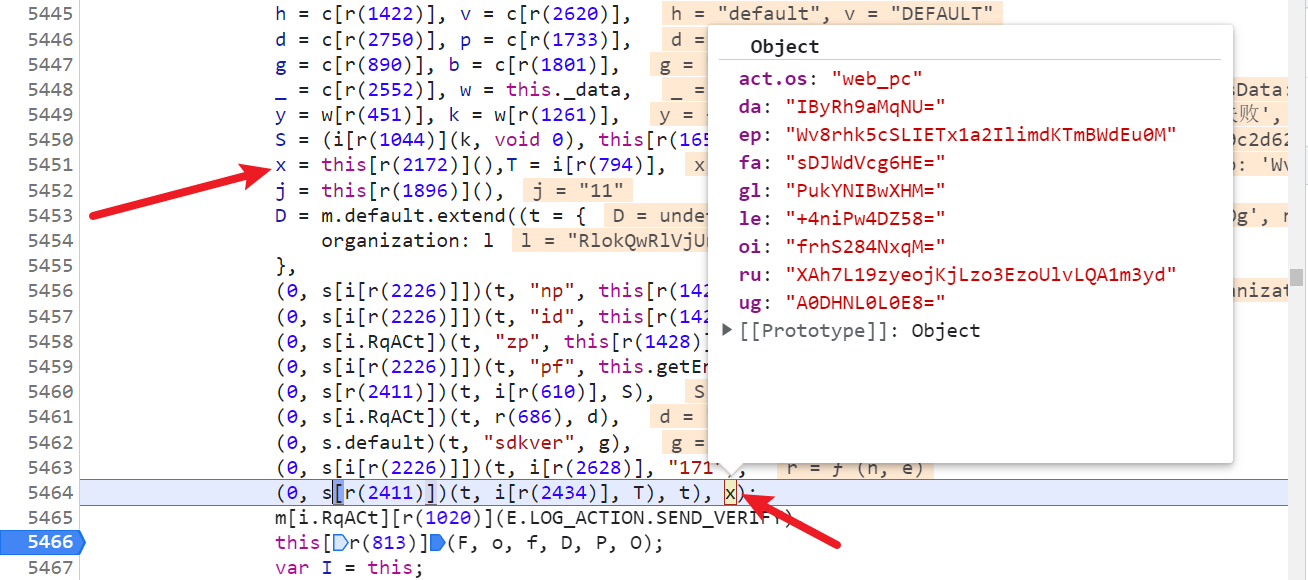 5445 h = c[r(1422)], v = c[r(2620)], h = "default", v = "DEFAULT"
5446 d = c[r(2750)], p = c[r(1733)], d =
5447 g = c[r(890)], b = c[r(1801)], g =
5448 _ = c[r(2552)], w = this._data, _ = sData:
5449 y = w[r(451)], k = w[r(1261)], y = 失败',
5450 S = (i[r(1044)](k, void 0), this[r(165 0c2d62
5451 x = this[r(2172)](),T = i[r(794)], x : 'Wv
5452 j = this[r(1896)](), j = "11"
5453 D = m.default.extend((t = { D = undef Og',
5454 organization: l l = "RlokQwRlVjU
5455 },
5456 (0, s[i[r(2226)]])(t, "np", this[r(142 anizat
5457 (0, s[i[r(2226)]])(t, "id", this[r(142
5458 (0, s[i.RqACt])(t, "zp", this[r(1428)]
5459 (0, s[i[r(2226)]])(t, "pf", this.getEn
5460 (0, s[r(2411)])(t, i[r(610)], S), S
5461 (0, s[i.RqACt])(t, r(686), d), d =
5462 (0, s.default)(t, "sdkver", g), g =
5463 (0, s[i[r(2226)]])(t, i[r(2628)], "171" r = ƒ (n, e)
5464 (0, s[r(2411)])(t, i[r(2434)], T), t), x);
5465 m[i.RqACt][r(1020)](E.LOG_ACTION.SEND_VERIFY)
5466 this[r(813)](F, o, f, D, P, O);
5467 var I = this;
Object
act.os: "web_pc"
da: "IByRh9aMqNU="
ep: "Wv8rhk5cSLIETx1a2IlimdKTmBWdEu0M"
fa: "sDJWdVcg6HE="
gl: "PukYNIBwXHM="
le: "+4niPw4DZ58="
oi: "frhS284NxqM="
ru: "XAh7L19zyeojKjLzo3EzoUlvLQA1m3yd"
ug: "A0DHNL0L0E8="
[[Prototype]]: Object